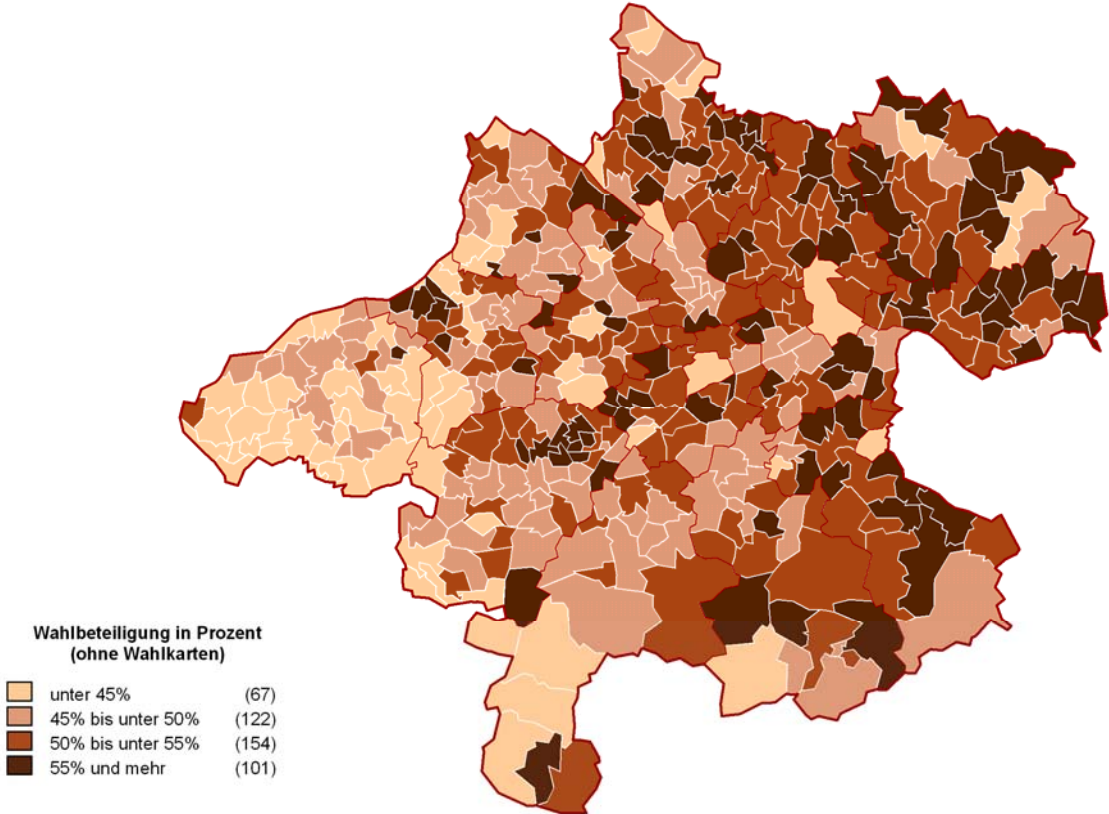 Wahlbeteiligung in Prozent
(ohne Wahlkarten)
unter 45% (67)
45% bis unter 50% (122)
50% bis unter 55% (154)
55% und mehr (101)